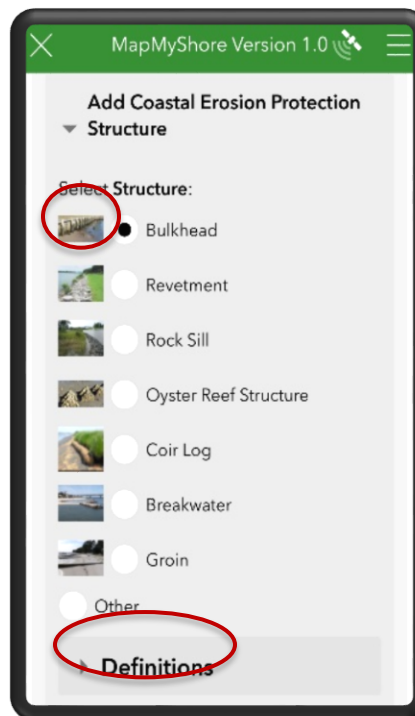 MapMyShore Version 1.0
Add Coastal Erosion Protection
Structure
Select Structure:
Bulkhead
Revetment
Rock Sill
Oyster Reef Structure
Coir Log
Breakwater
Groin
Other
Definitions